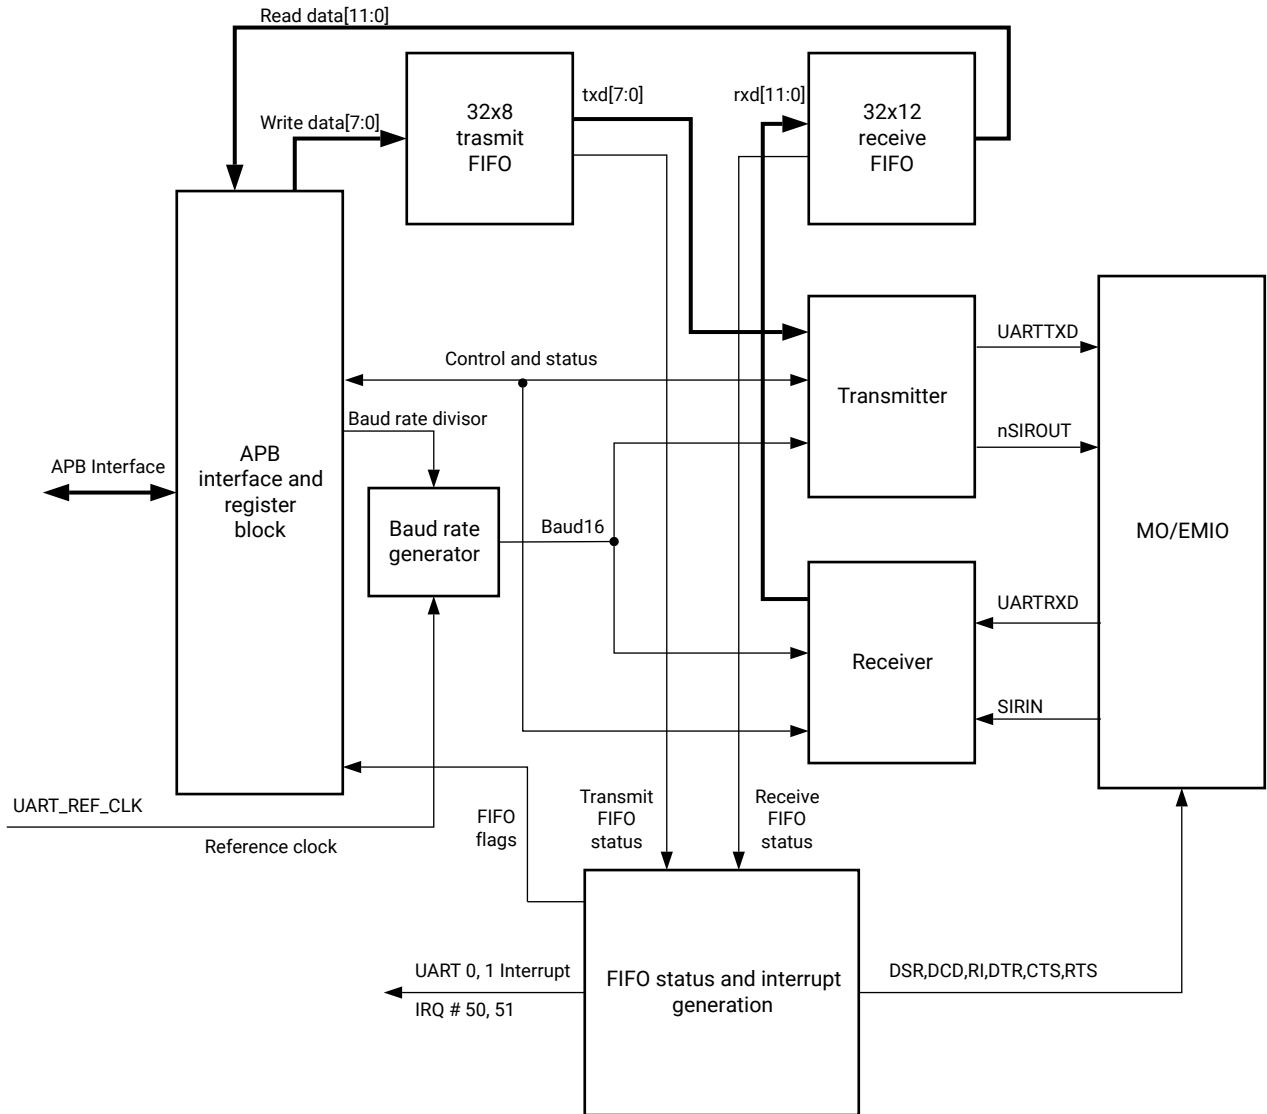 Read data[11:0]
Write data[7:0]
32x8
trasmit
FIFO
txd[7:0]
rxd[11:0]
32x12
receive
FIFO
Control and status
Baud rate divisor
APB Interface
APB
interface and
register
block
Baud rate
generator
Baud16
Transmitter
UARTTXD
nSIROUT
MO/EMIO
Receiver
UARTRXD
SIRIN
UART_REF_CLK
Reference clock
FIFO
flags
Transmit
FIFO
status
Receive
FIFO
status
UART 0, 1 Interrupt
IRQ # 50, 51
FIFO status and interrupt
generation
DSR,DCD,RI,DTR,CTS,RTS